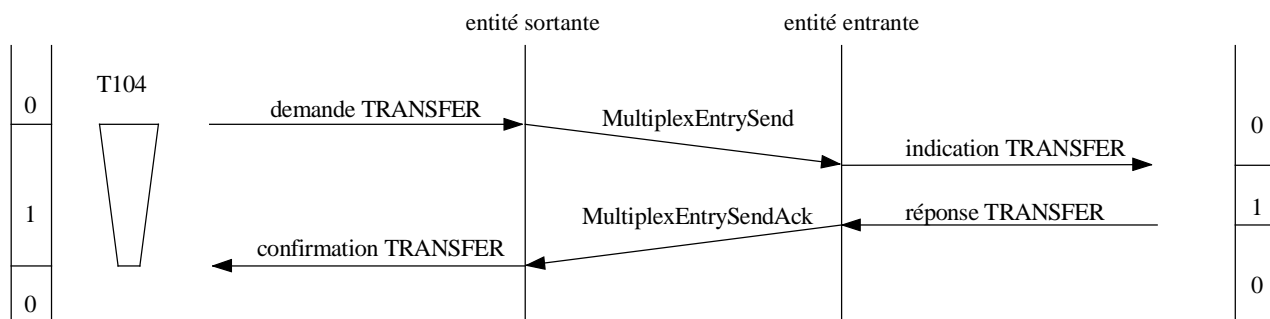 entité sortante entité entrante
T104
0 demande TRANSFER MultiplexEntrySend 0
indication TRANSFER
1 MultiplexEntrySendAck réponse TRANSFER 1
confirmation TRANSFER
0 0